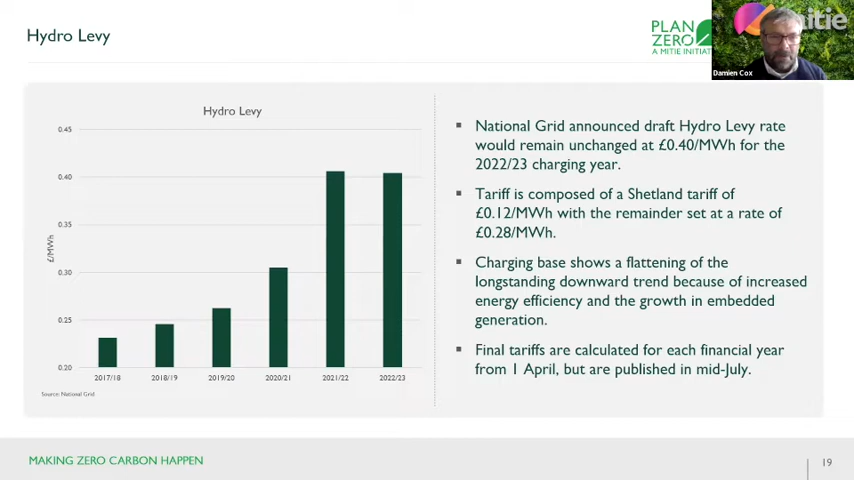 Hydro Levy
PLAN
ZERO
A MITIE INITIATIVE
mitie
Damien Cox
Hydro Levy
£/MWh
0.45
0.40
0.35
0.30
0.25
0.20
2017/18 2018/19 2019/20 2020/21 2021/22 2022/23
Source: National Grid
National Grid announced draft Hydro Levy rate
would remain unchanged at £0.40/MWh for the
2022/23 charging year.
Tariff is composed of a Shetland tariff of
£0.12/MWh with the remainder set at a rate of
£0.28/MWh.
Charging base shows a flattening of the
longstanding downward trend because of increased
energy efficiency and the growth in embedded
generation.
Final tariffs are calculated for each financial year
from 1 April, but are published in mid-July.
MAKING ZERO CARBON HAPPEN
19